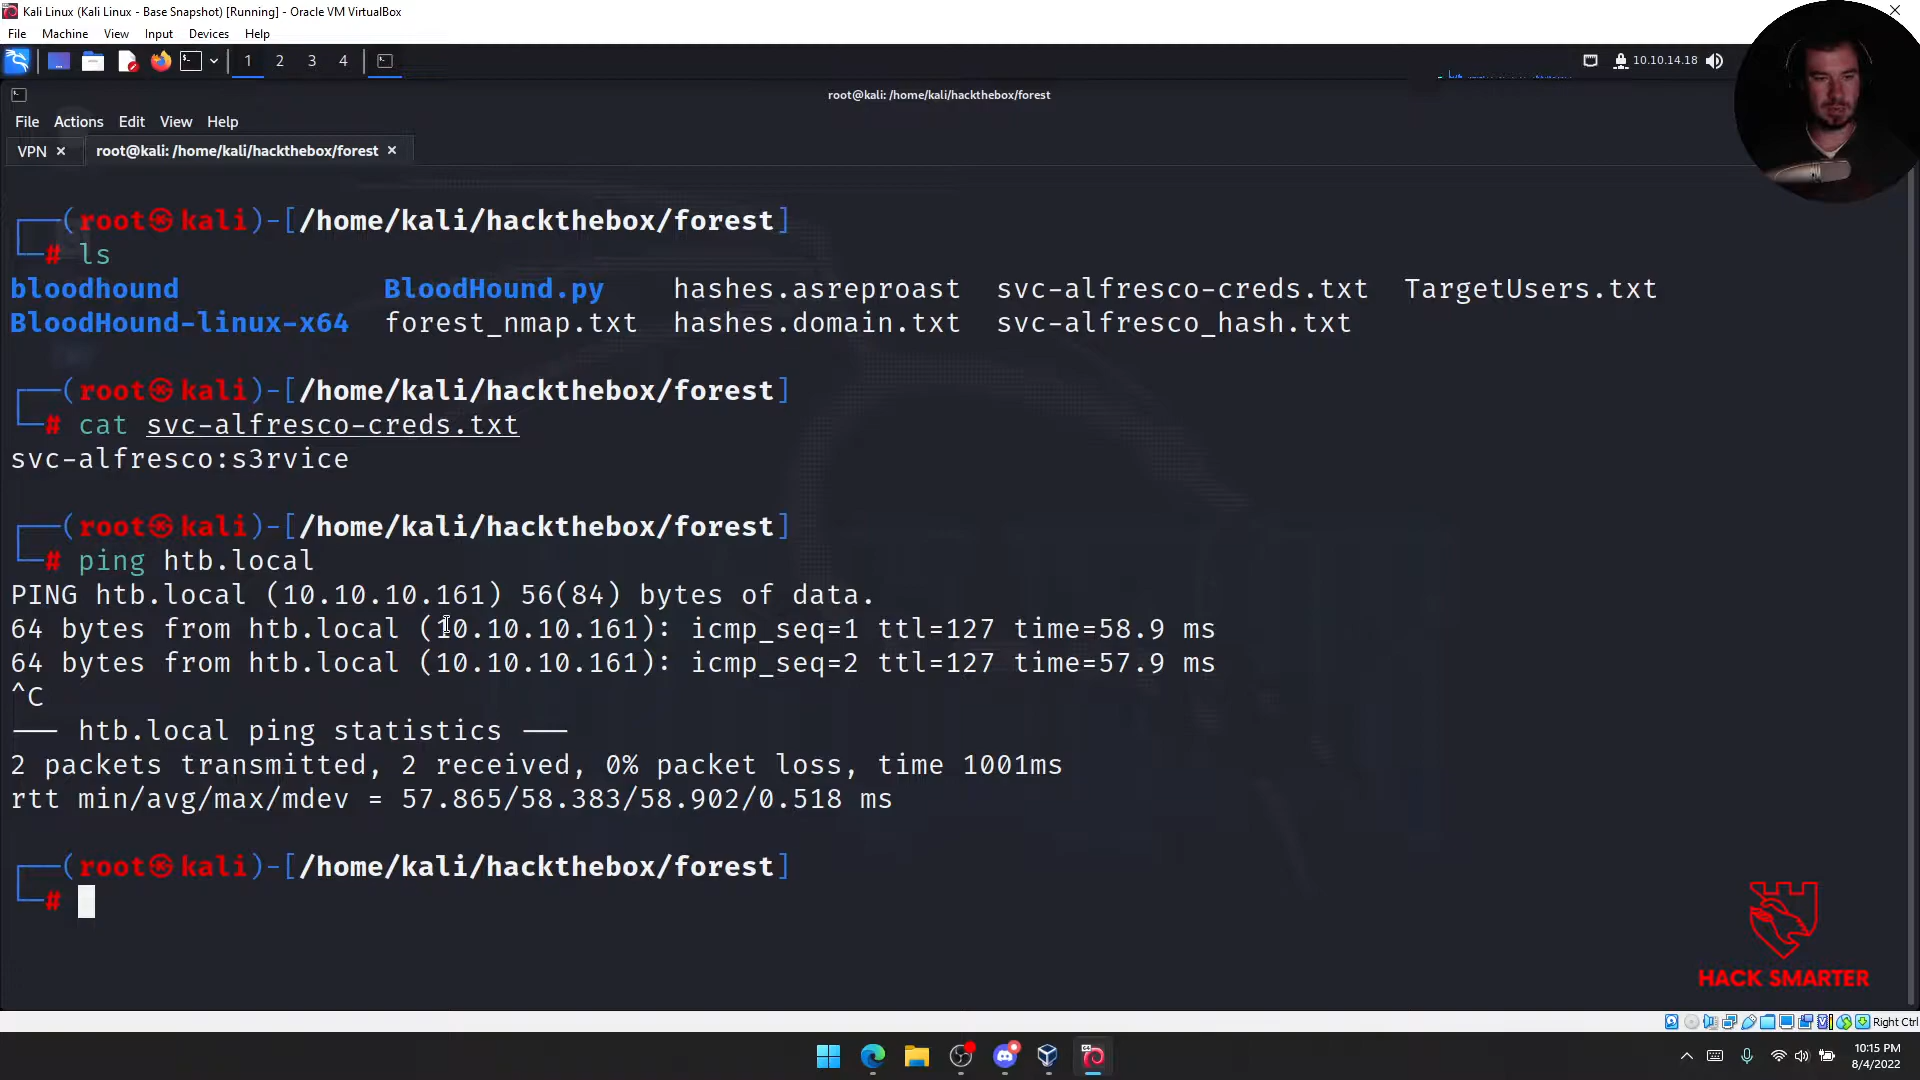 Kali Linux (Kali Linux - Base Snapshot) [Running] - Oracle VM VirtualBox
File Machine View Input Devices Help
1 2 3 4 10.10.14.18
root@kali: /home/kali/hackthebox/forest
File Actions Edit View Help
VPN × root@kali: /home/kali/hackthebox/forest ×
┌──(root㉿kali)-[/home/kali/hackthebox/forest]
└─# ls
bloodhound BloodHound.py hashes.asreproast svc-alfresco-creds.txt TargetUsers.txt
BloodHound-linux-x64 forest_nmap.txt hashes.domain.txt svc-alfresco_hash.txt
┌──(root㉿kali)-[/home/kali/hackthebox/forest]
└─# cat svc-alfresco-creds.txt
svc-alfresco:s3rvice
┌──(root㉿kali)-[/home/kali/hackthebox/forest]
└─# ping htb.local
PING htb.local (10.10.10.161) 56(84) bytes of data.
64 bytes from htb.local (10.10.10.161): icmp_seq=1 ttl=127 time=58.9 ms
64 bytes from htb.local (10.10.10.161): icmp_seq=2 ttl=127 time=57.9 ms
^C
--- htb.local ping statistics ---
2 packets transmitted, 2 received, 0% packet loss, time 1001ms
rtt min/avg/max/mdev = 57.865/58.383/58.902/0.518 ms
┌──(root㉿kali)-[/home/kali/hackthebox/forest]
└─#
HACK SMARTER
Right Ctrl
10:15 PM
8/4/2022